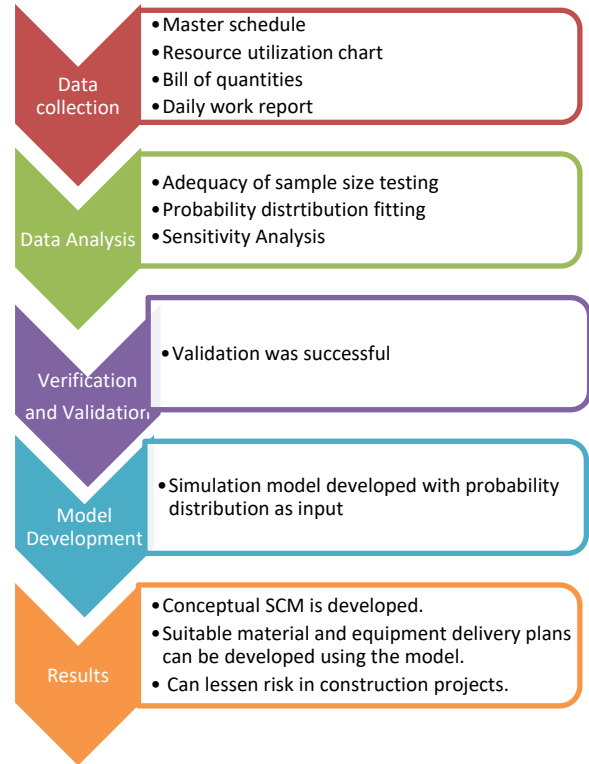 Data
collection
•Master schedule
•Resource utilization chart
•Bill of quantities
•Daily work report
Data Analysis
•Adequacy of sample size testing
•Probability distrtibution fitting
•Sensitivity Analysis
Verification
and Validation
•Validation was successful
Model
Development
•Simulation model developed with probability
distribution as input
Results
•Conceptual SCM is developed.
•Suitable material and equipment delivery plans
can be developed using the model.
• Can lessen risk in construction projects.